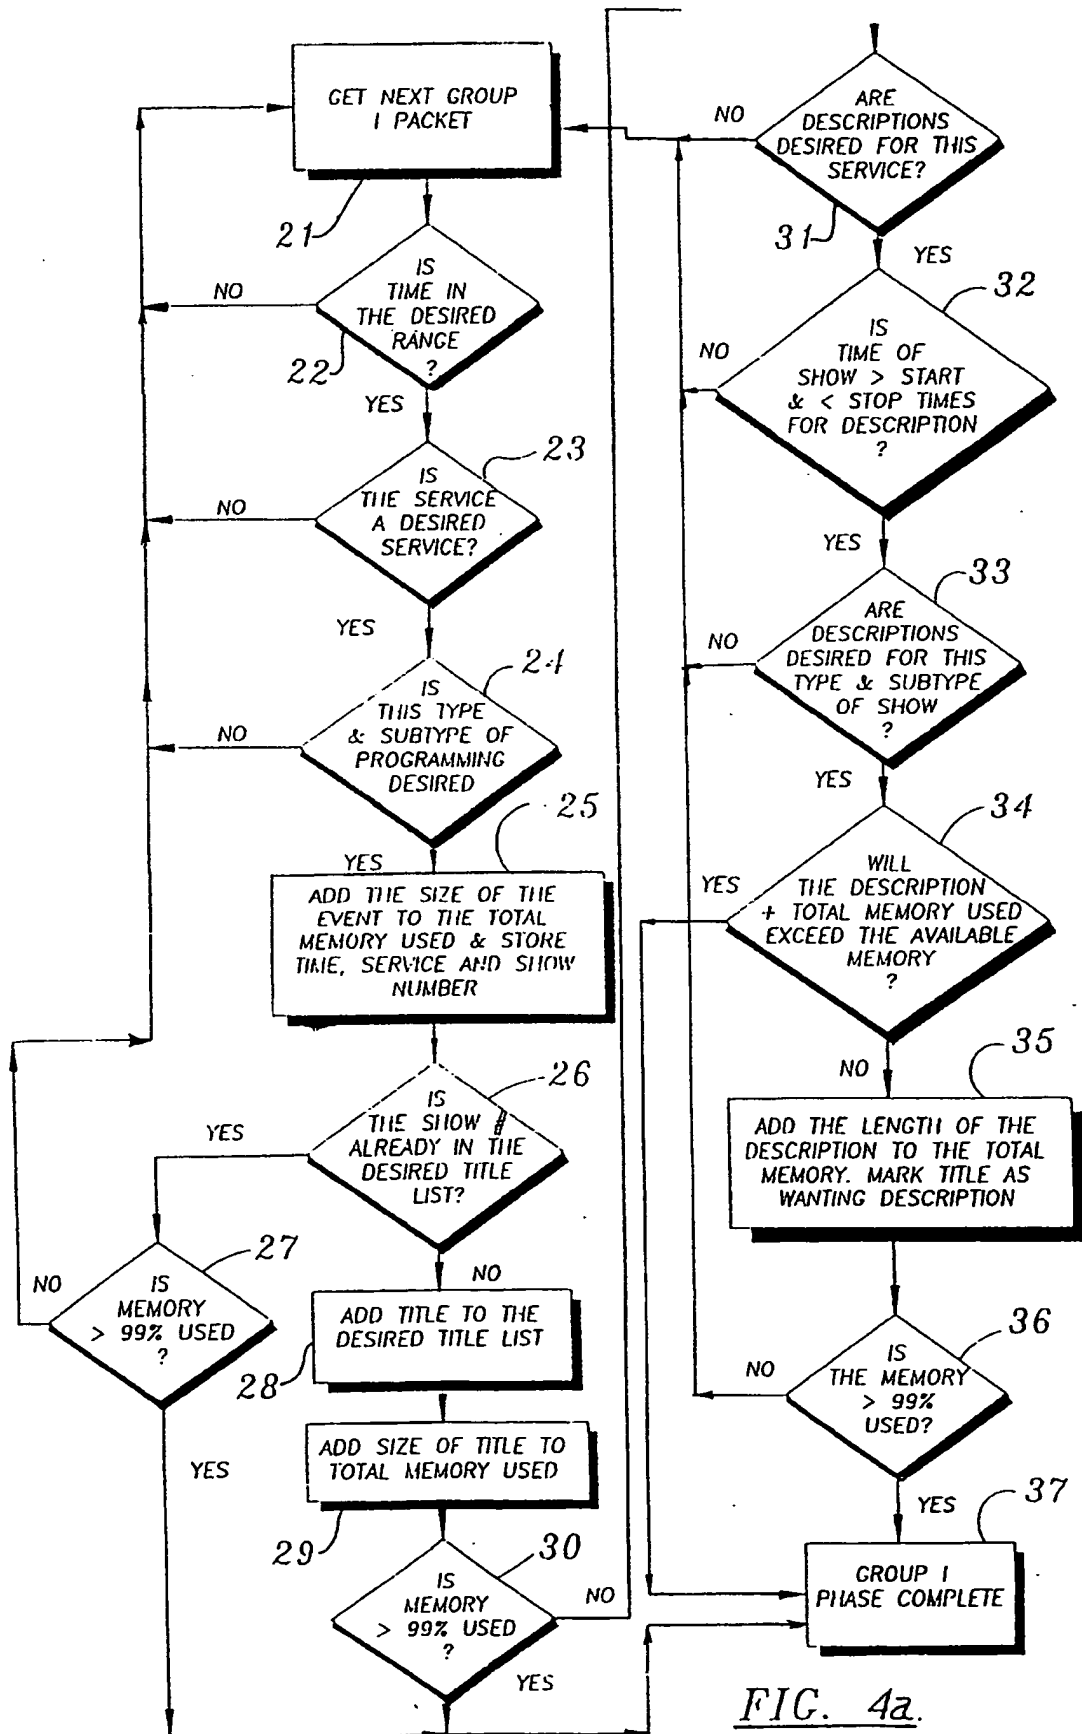 GET NEXT GROUP
1 PACKET
21
IS
TIME IN
THE DESIRED
RANGE
?
22
NO
YES
IS
THE SERVICE
A DESIRED
SERVICE?
23
NO
YES
IS
THIS TYPE
& SUBTYPE OF
PROGRAMMING
DESIRED
24
NO
YES
25
ADD THE SIZE OF THE
EVENT TO THE TOTAL
MEMORY USED & STORE
TIME, SERVICE AND SHOW
NUMBER
IS
THE SHOW #
ALREADY IN THE
DESIRED TITLE
LIST?
26
YES
NO
IS
MEMORY
> 99% USED
?
27
NO
YES
ADD TITLE TO THE
DESIRED TITLE LIST
28
ADD SIZE OF TITLE TO
TOTAL MEMORY USED
29
IS
MEMORY
> 99% USED
?
30
NO
YES
ARE
DESCRIPTIONS
DESIRED FOR THIS
SERVICE?
31
NO
YES
IS
TIME OF
SHOW > START
& < STOP TIMES
FOR DESCRIPTION
?
32
NO
YES
ARE
DESCRIPTIONS
DESIRED FOR THIS
TYPE & SUBTYPE
OF SHOW
?
33
NO
YES
WILL
THE DESCRIPTION
+ TOTAL MEMORY USED
EXCEED THE AVAILABLE
MEMORY
?
34
YES
NO
35
ADD THE LENGTH OF THE
DESCRIPTION TO THE TOTAL
MEMORY. MARK TITLE AS
WANTING DESCRIPTION
IS
THE MEMORY
> 99%
USED?
36
NO
YES
37
GROUP 1
PHASE COMPLETE
FIG. 4a.